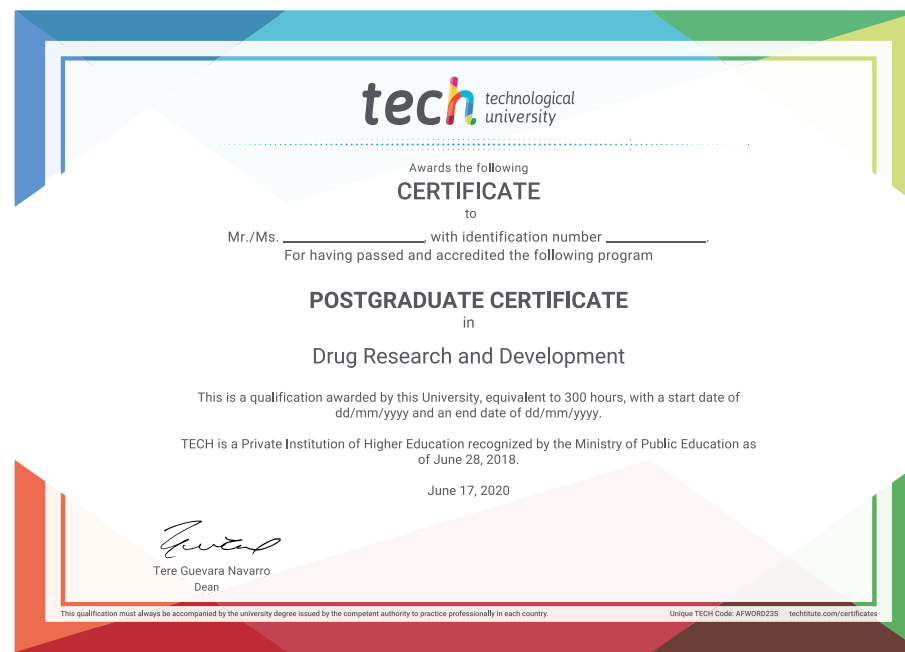 tech technological
university
Awards the following
CERTIFICATE
to
Mr./Ms. ____________________, with identification number ______________.
For having passed and accredited the following program
POSTGRADUATE CERTIFICATE
in
Drug Research and Development
This is a qualification awarded by this University, equivalent to 300 hours, with a start date of
dd/mm/yyyy and an end date of dd/mm/yyyy.
TECH is a Private Institution of Higher Education recognized by the Ministry of Public Education as
of June 28, 2018.
June 17, 2020
Tere Guevara Navarro
Dean
This qualification must always be accompanied by the university degree issued by the competent authority to practice professionally in each country.
Unique TECH Code: AFWORD23S techtitute.com/certificates